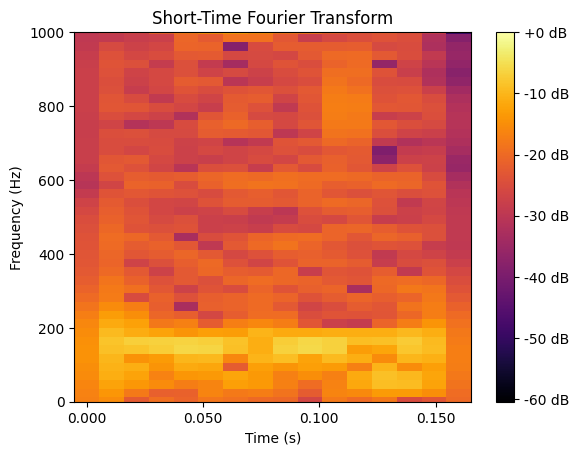 Short-Time Fourier Transform
1000
800
600
400
200
0
Frequency (Hz)
0.000
0.050
0.100
0.150
Time (s)
+0 dB
-10 dB
-20 dB
-30 dB
-40 dB
-50 dB
-60 dB